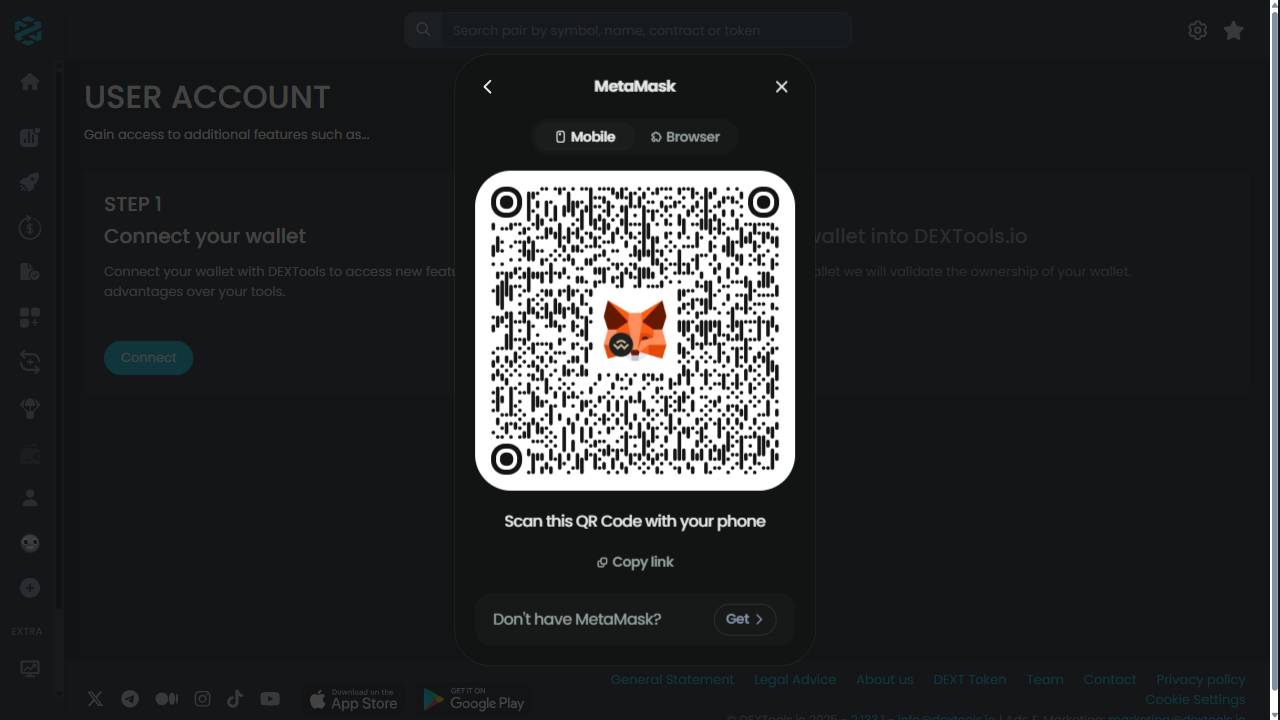 Search pair by symbol, name, contract or token
USER ACCOUNT
Gain access to additional features such as...
STEP 1
Connect your wallet
Connect your wallet with DEXTools to access new featu
advantages over your tools.
Connect
wallet into DEXTools.io
allet we will validate the ownership of your wallet.
MetaMask
Mobile
Browser
Scan this QR Code with your phone
Copy link
Don't have MetaMask?
Get
EXTRA
Download on the
App Store
GET IT ON
Google Play
General Statement
Legal Advice
About us
DEXT Token
Team
Contact
Privacy policy
Cookie Settings